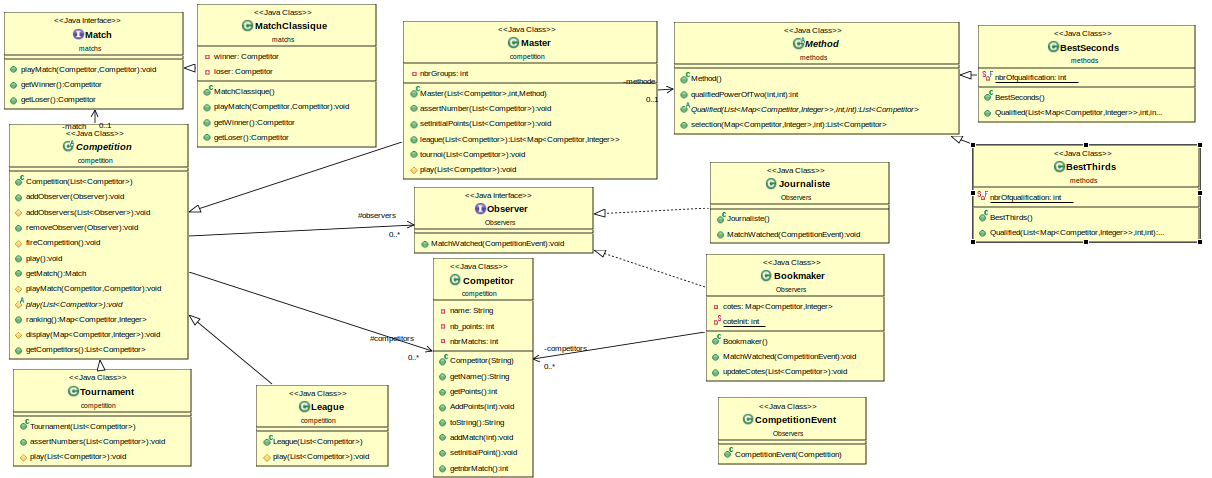 <<Java Interface>>
Match
matchs
playMatch(Competitor,Competitor):void
getWinner():Competitor
getLoser():Competitor
<<Java Class>>
MatchClassique
matchs
winner: Competitor
loser: Competitor
MatchClassique()
playMatch(Competitor,Competitor):void
getWinner():Competitor
getLoser():Competitor
<<Java Class>>
Master
competition
nbrGroups: int
Master(List<Competitor>,int,Method)
assertNumber(List<Competitor>):void
setInitialPoints(List<Competitor>):void
league(List<Competitor>):List<Map<Competitor,Integer>>
tournoi(List<Competitor>):void
play(List<Competitor>):void
-methode
0..1
<<Java Class>>
Method
methods
Method()
qualifiedPowerOfTwo(int,int):int
Qualified(List<Map<Competitor,Integer>>,int,int):List<Competitor>
selection(Map<Competitor,Integer>,int):List<Competitor>
<<Java Class>>
BestSeconds
methods
nbrOfqualification: int
BestSeconds()
Qualified(List<Map<Competitor,Integer>>,int,in...
<<Java Class>>
BestThirds
methods
nbrOfqualification: int
BestThirds()
Qualified(List<Map<Competitor,Integer>>,int,int):...
-match
0..1
<<Java Class>>
Competition
competition
Competition(List<Competitor>)
addObserver(Observer):void
addObservers(List<Observer>):void
removeObserver(Observer):void
fireCompetition():void
play():void
getMatch():Match
playMatch(Competitor,Competitor):void
play(List<Competitor>):void
ranking():Map<Competitor,Integer>
display(Map<Competitor,Integer>):void
getCompetitors():List<Competitor>
#observers
0..*
<<Java Interface>>
Observer
Observers
MatchWatched(CompetitionEvent):void
<<Java Class>>
Journaliste
Observers
Journaliste()
MatchWatched(CompetitionEvent):void
#competitors
0..*
<<Java Class>>
Competitor
competition
name: String
nb_points: int
nbrMatchs: int
Competitor(String)
getName():String
getPoints():int
AddPoints(int):void
toString():String
addMatch(int):void
setInitialPoint():void
getnbrMatch():int
-competitors
0..*
<<Java Class>>
Bookmaker
Observers
cotes: Map<Competitor,Integer>
coteInit: int
Bookmaker()
MatchWatched(CompetitionEvent):void
updateCotes(List<Competitor>):void
<<Java Class>>
Tournament
competition
Tournament(List<Competitor>)
assertNumbers(List<Competitor>):void
play(List<Competitor>):void
<<Java Class>>
League
competition
League(List<Competitor>)
play(List<Competitor>):void
<<Java Class>>
CompetitionEvent
Observers
CompetitionEvent(Competition)